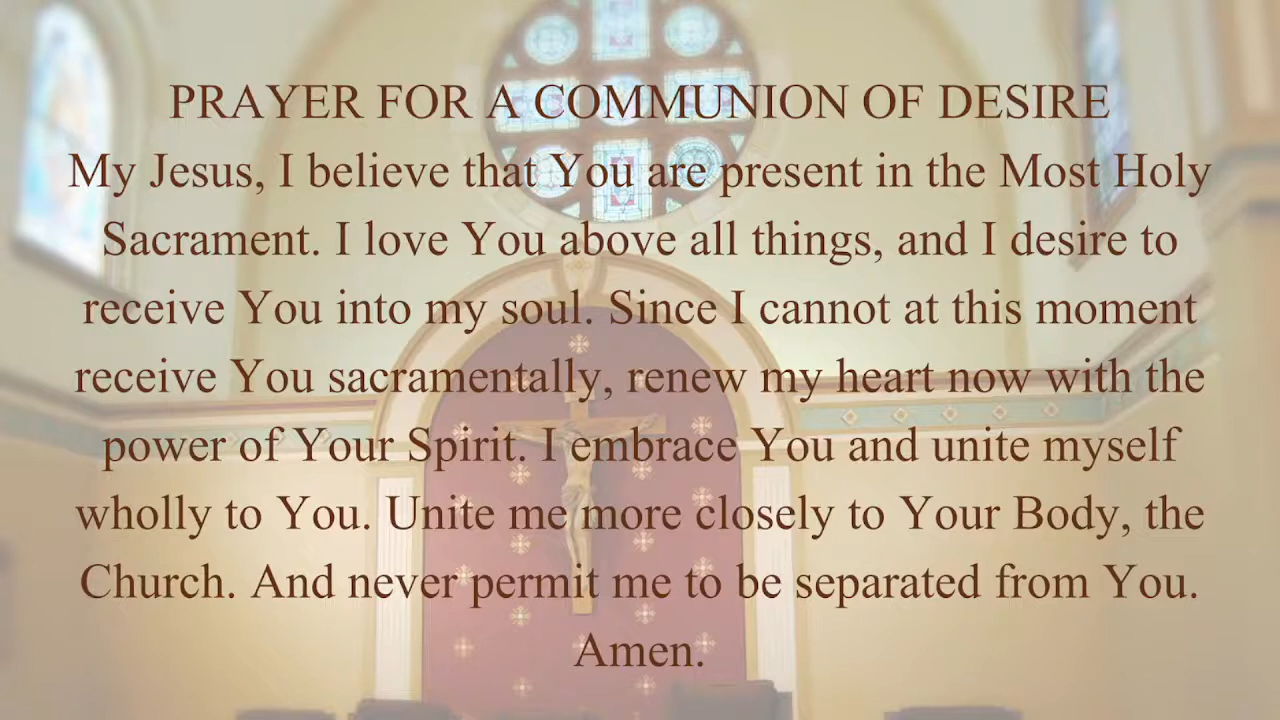 PRAYER FOR A COMMUNION OF DESIRE
My Jesus, I believe that You are present in the Most Holy
Sacrament. I love You above all things, and I desire to
receive You into my soul. Since I cannot at this moment
receive You sacramentally, renew my heart now with the
power of Your Spirit. I embrace You and unite myself
wholly to You. Unite me more closely to Your Body, the
Church. And never permit me to be separated from You.
Amen.